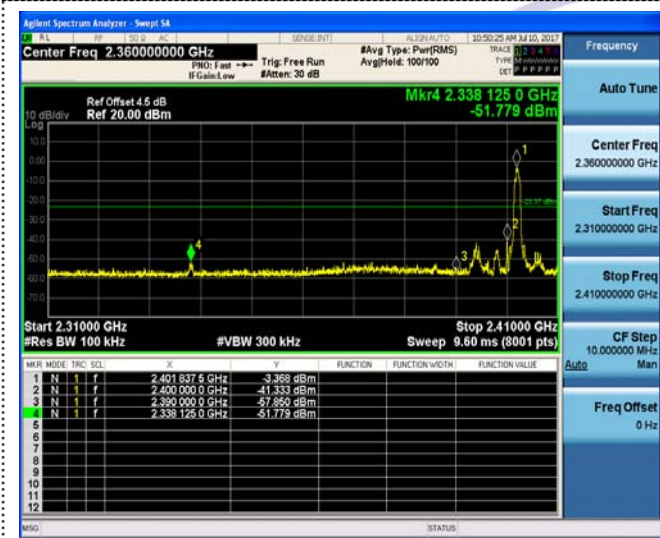 Agilent Spectrum Analyzer - Swept SA
RL RF 50 Ω AC SENSE:INT ALIGNAUTO 10:50:25 AM Jul 10, 2017
Center Freq 2.360000000 GHz
PNO: Fast
IFGain:Low
Trig: Free Run
#Atten: 30 dB
#Avg Type: Pwr(RMS)
Avg|Hold: 100/100
TRACE 1 2 3 4 5 6
TYPE
DET P P P P P P
Frequency
Auto Tune
Center Freq
2.360000000 GHz
Start Freq
2.310000000 GHz
Stop Freq
2.410000000 GHz
CF Step
10.000000 MHz
Auto Man
Freq Offset
0 Hz
Mkr4 2.338 125 0 GHz
-51.779 dBm
Ref Offset 4.5 dB
10 dB/div Ref 20.00 dBm
Log
10.0
0.00
-10.0
-20.0
-30.0
-40.0
-50.0
-60.0
-70.0
1
2
3
4
Start 2.31000 GHz Stop 2.41000 GHz
#Res BW 100 kHz #VBW 300 kHz Sweep 9.60 ms (8001 pts)
MKR MODE TRC SCL X Y FUNCTION FUNCTION WIDTH FUNCTION VALUE
1 N 1 f 2.401 837 5 GHz -3.368 dBm
2 N 1 f 2.400 000 0 GHz -41.333 dBm
3 N 1 f 2.390 000 0 GHz -57.850 dBm
4 N 1 f 2.338 125 0 GHz -51.779 dBm
5
6
7
8
9
10
11
12
MSG STATUS